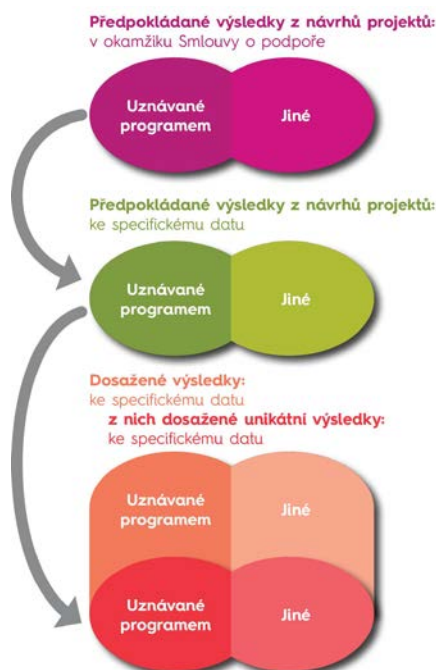 Předpokládané výsledky z návrhů projektů:
v okamžiku Smlouvy o podpoře
Uznávané
programem
Jiné
Předpokládané výsledky z návrhů projektů:
ke specifickému datu
Uznávané
programem
Jiné
Dosažené výsledky:
ke specifickému datu
z nich dosažené unikátní výsledky:
ke specifickému datu
Uznávané
programem
Jiné
Uznávané
programem
Jiné